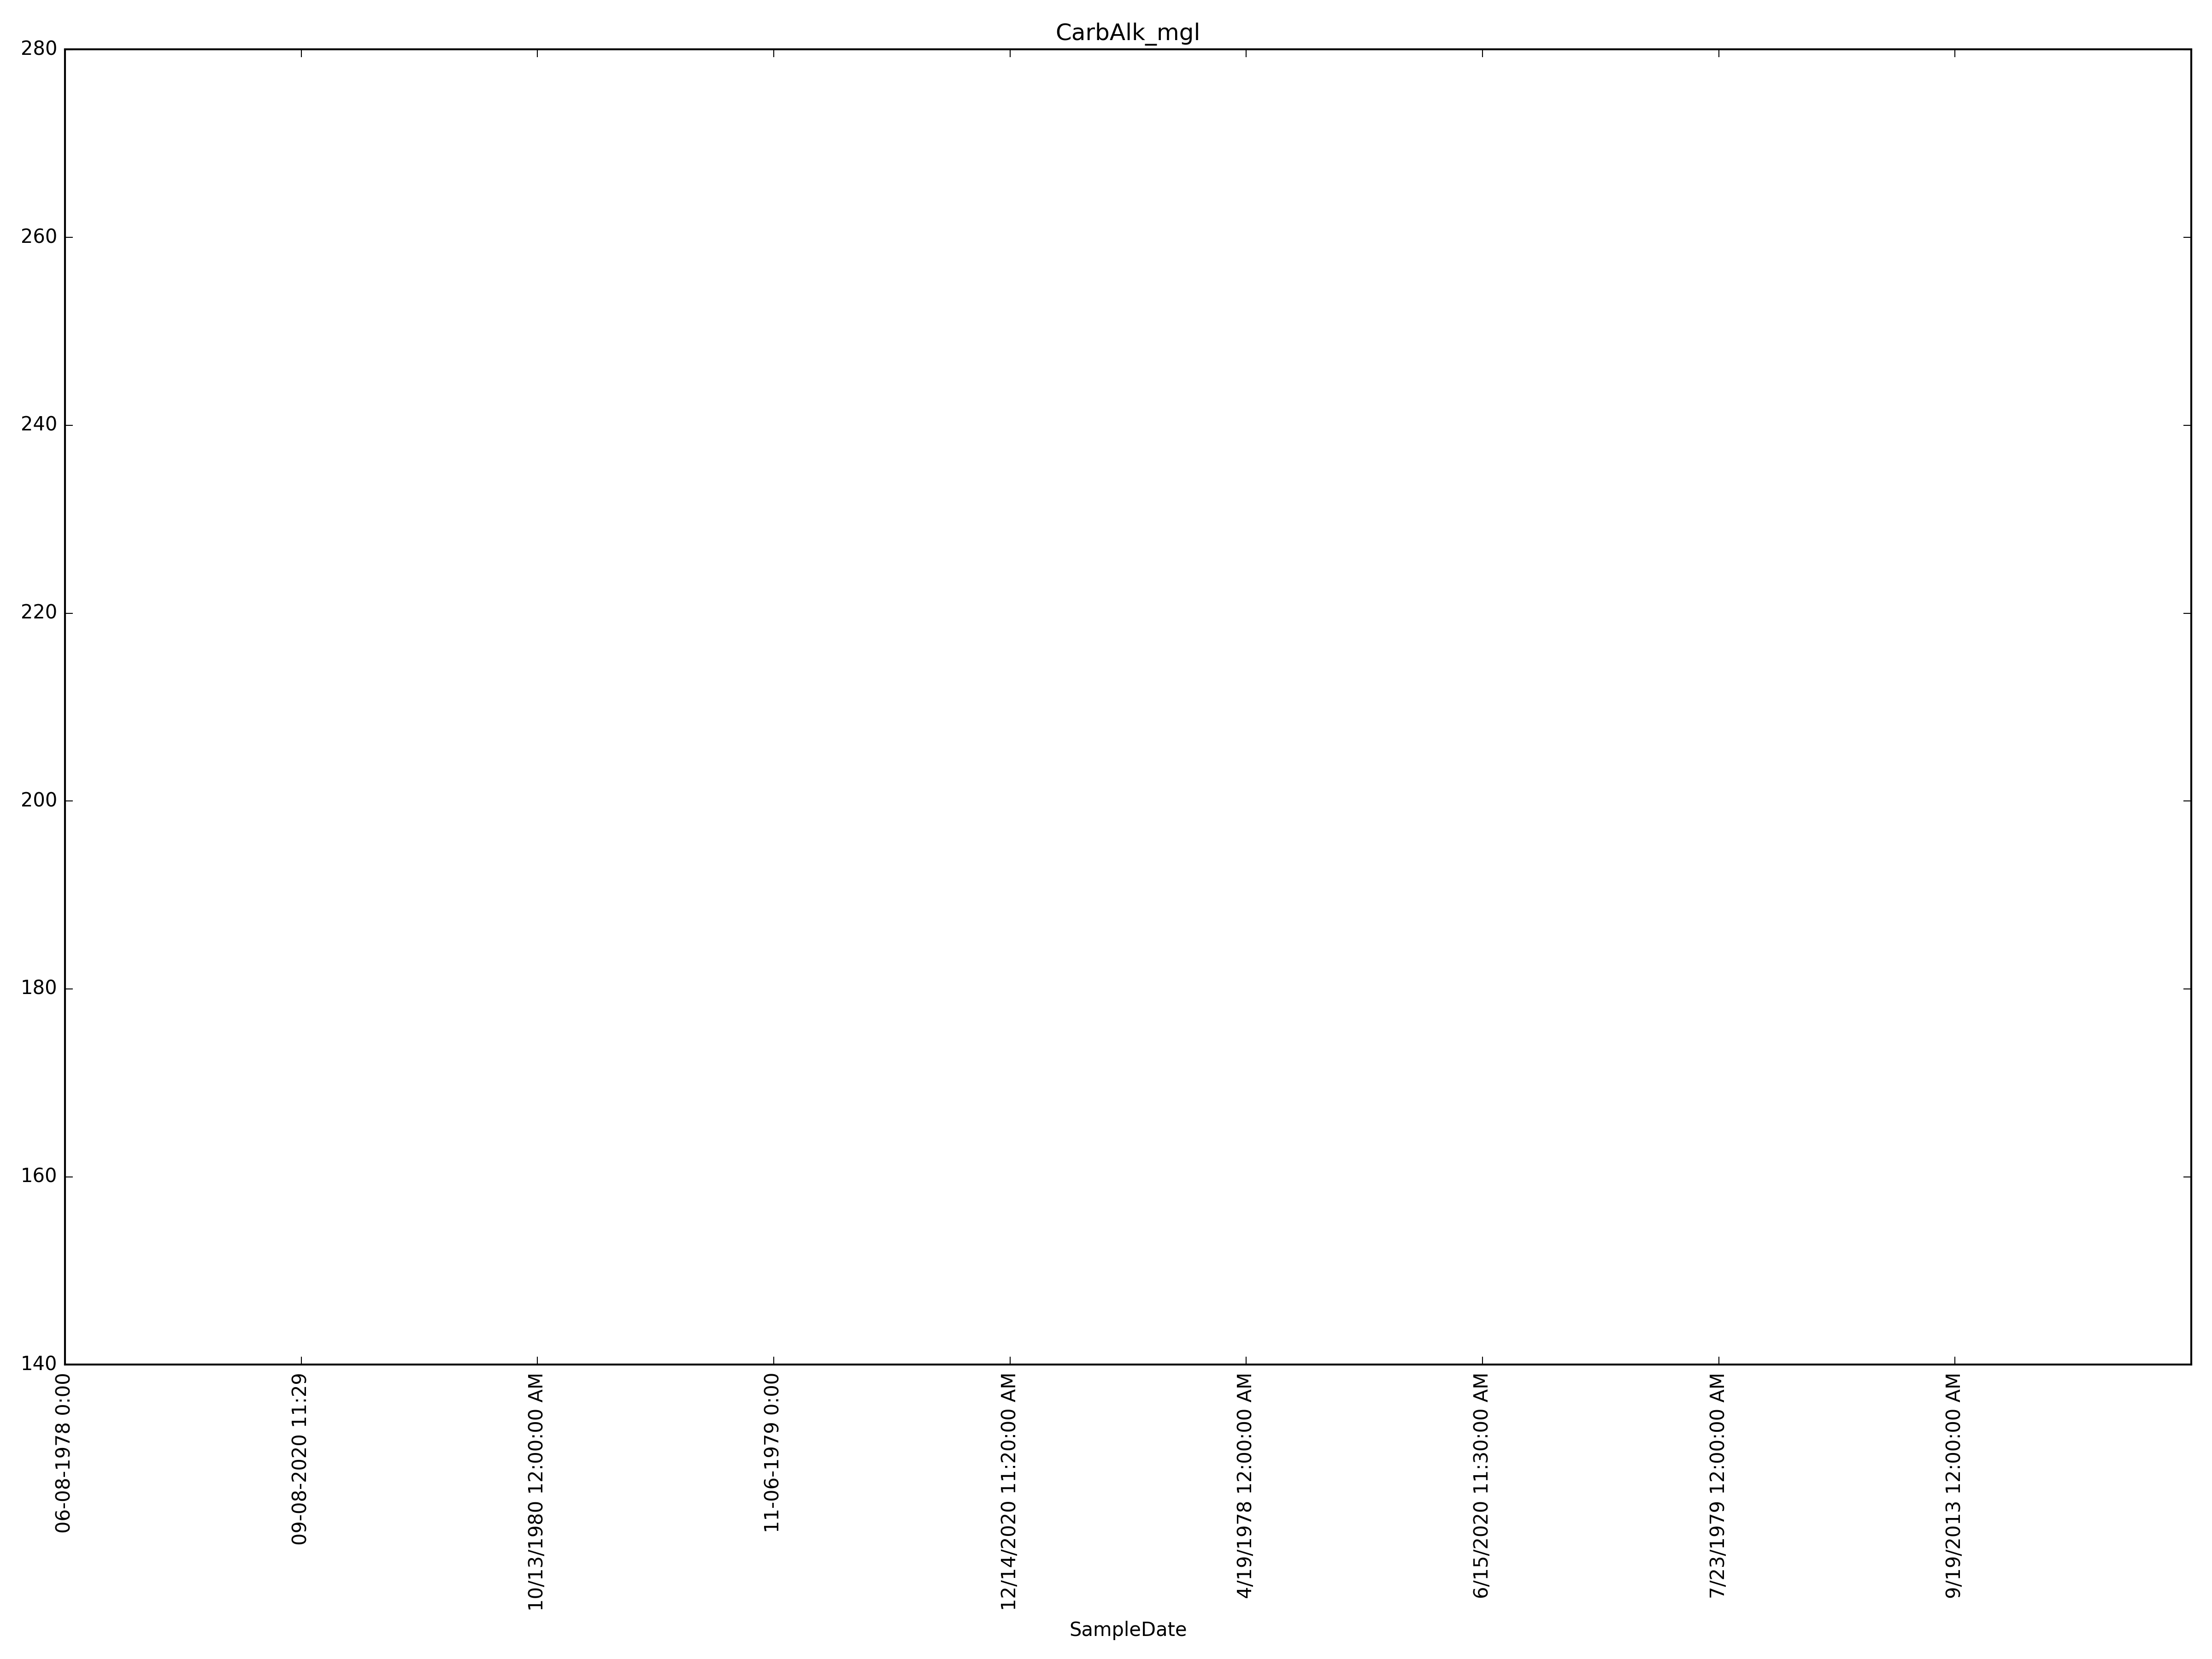 CarbAlk_mgl
280
260
240
220
200
180
160
140
06-08-1978 0:00
09-08-2020 11:29
10/13/1980 12:00:00 AM
11-06-1979 0:00
12/14/2020 11:20:00 AM
4/19/1978 12:00:00 AM
6/15/2020 11:30:00 AM
7/23/1979 12:00:00 AM
9/19/2013 12:00:00 AM
SampleDate